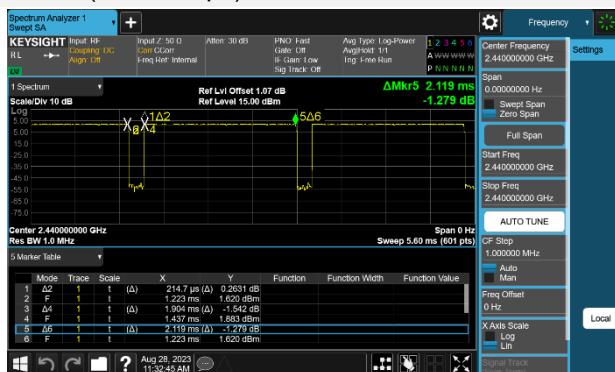 Spectrum Analyzer 1
Swept SA
+
Frequency
KEYSIGHT
Input: RF
Input Z: 50 Ω
Atten: 30 dB
PNO: Fast
Avg Type: Log-Power
1 2 3 4 5 6
RL
Coupling: DC
Corr CCorr
Gate: Off
Avg|Hold: 1/1
A W W W W W
Align: Off
Freq Ref: Internal
IF Gain: Low
Trig: Free Run
Sig Track: Off
P N N N N N
Center Frequency
2.440000000 GHz
Settings
1 Spectrum
Ref Lvl Offset 1.07 dB
ΔMkr5 2.119 ms
Scale/Div 10 dB
Ref Level 15.00 dBm
-1.279 dB
Span
0.00000000 Hz
Swept Span
Zero Span
Log
5.00
1Δ2
5Δ6
4
-5.00
15.0
-25.0
-35.0
-45.0
-55.0
-65.0
-75.0
Full Span
Start Freq
2.440000000 GHz
Stop Freq
2.440000000 GHz
AUTO TUNE
Center 2.440000000 GHz
Span 0 Hz
Res BW 1.0 MHz
Sweep 5.60 ms (601 pts)
CF Step
1.000000 MHz
Auto
Man
5 Marker Table
Mode Trace Scale X Y Function Function Width Function Value
1 Δ2 1 t (Δ) 214.7 µs (Δ) 0.2631 dB
2 F 1 t 1.223 ms 1.620 dBm
3 Δ4 1 t (Δ) 1.904 ms (Δ) -1.542 dB
4 F 1 t 1.437 ms 1.883 dBm
5 Δ6 1 t (Δ) 2.119 ms (Δ) -1.279 dB
6 F 1 t 1.223 ms 1.620 dBm
Freq Offset
0 Hz
X Axis Scale
Log
Lin
Local
Signal Track
?
Aug 28, 2023
11:32:45 AM